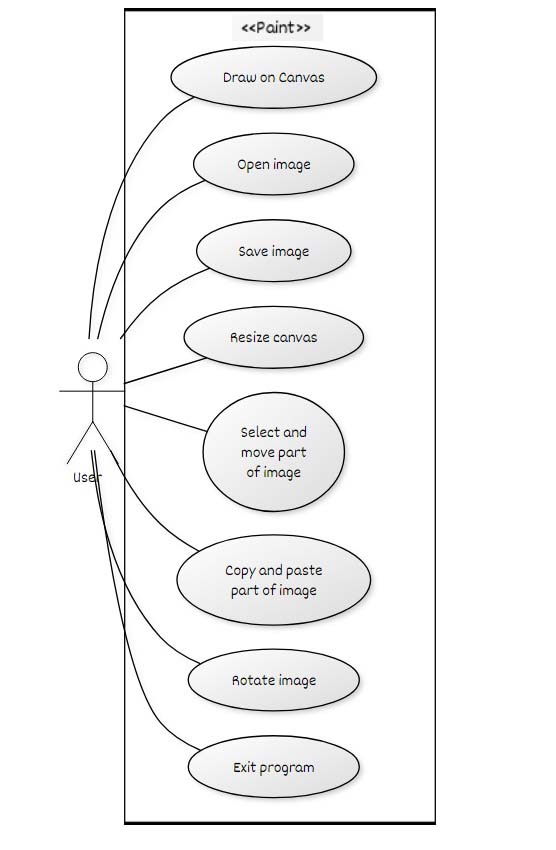 <<Paint>>
Draw on Canvas
Open image
Save image
Resize canvas
Select and
move part
of image
User
Copy and paste
part of image
Rotate image
Exit program